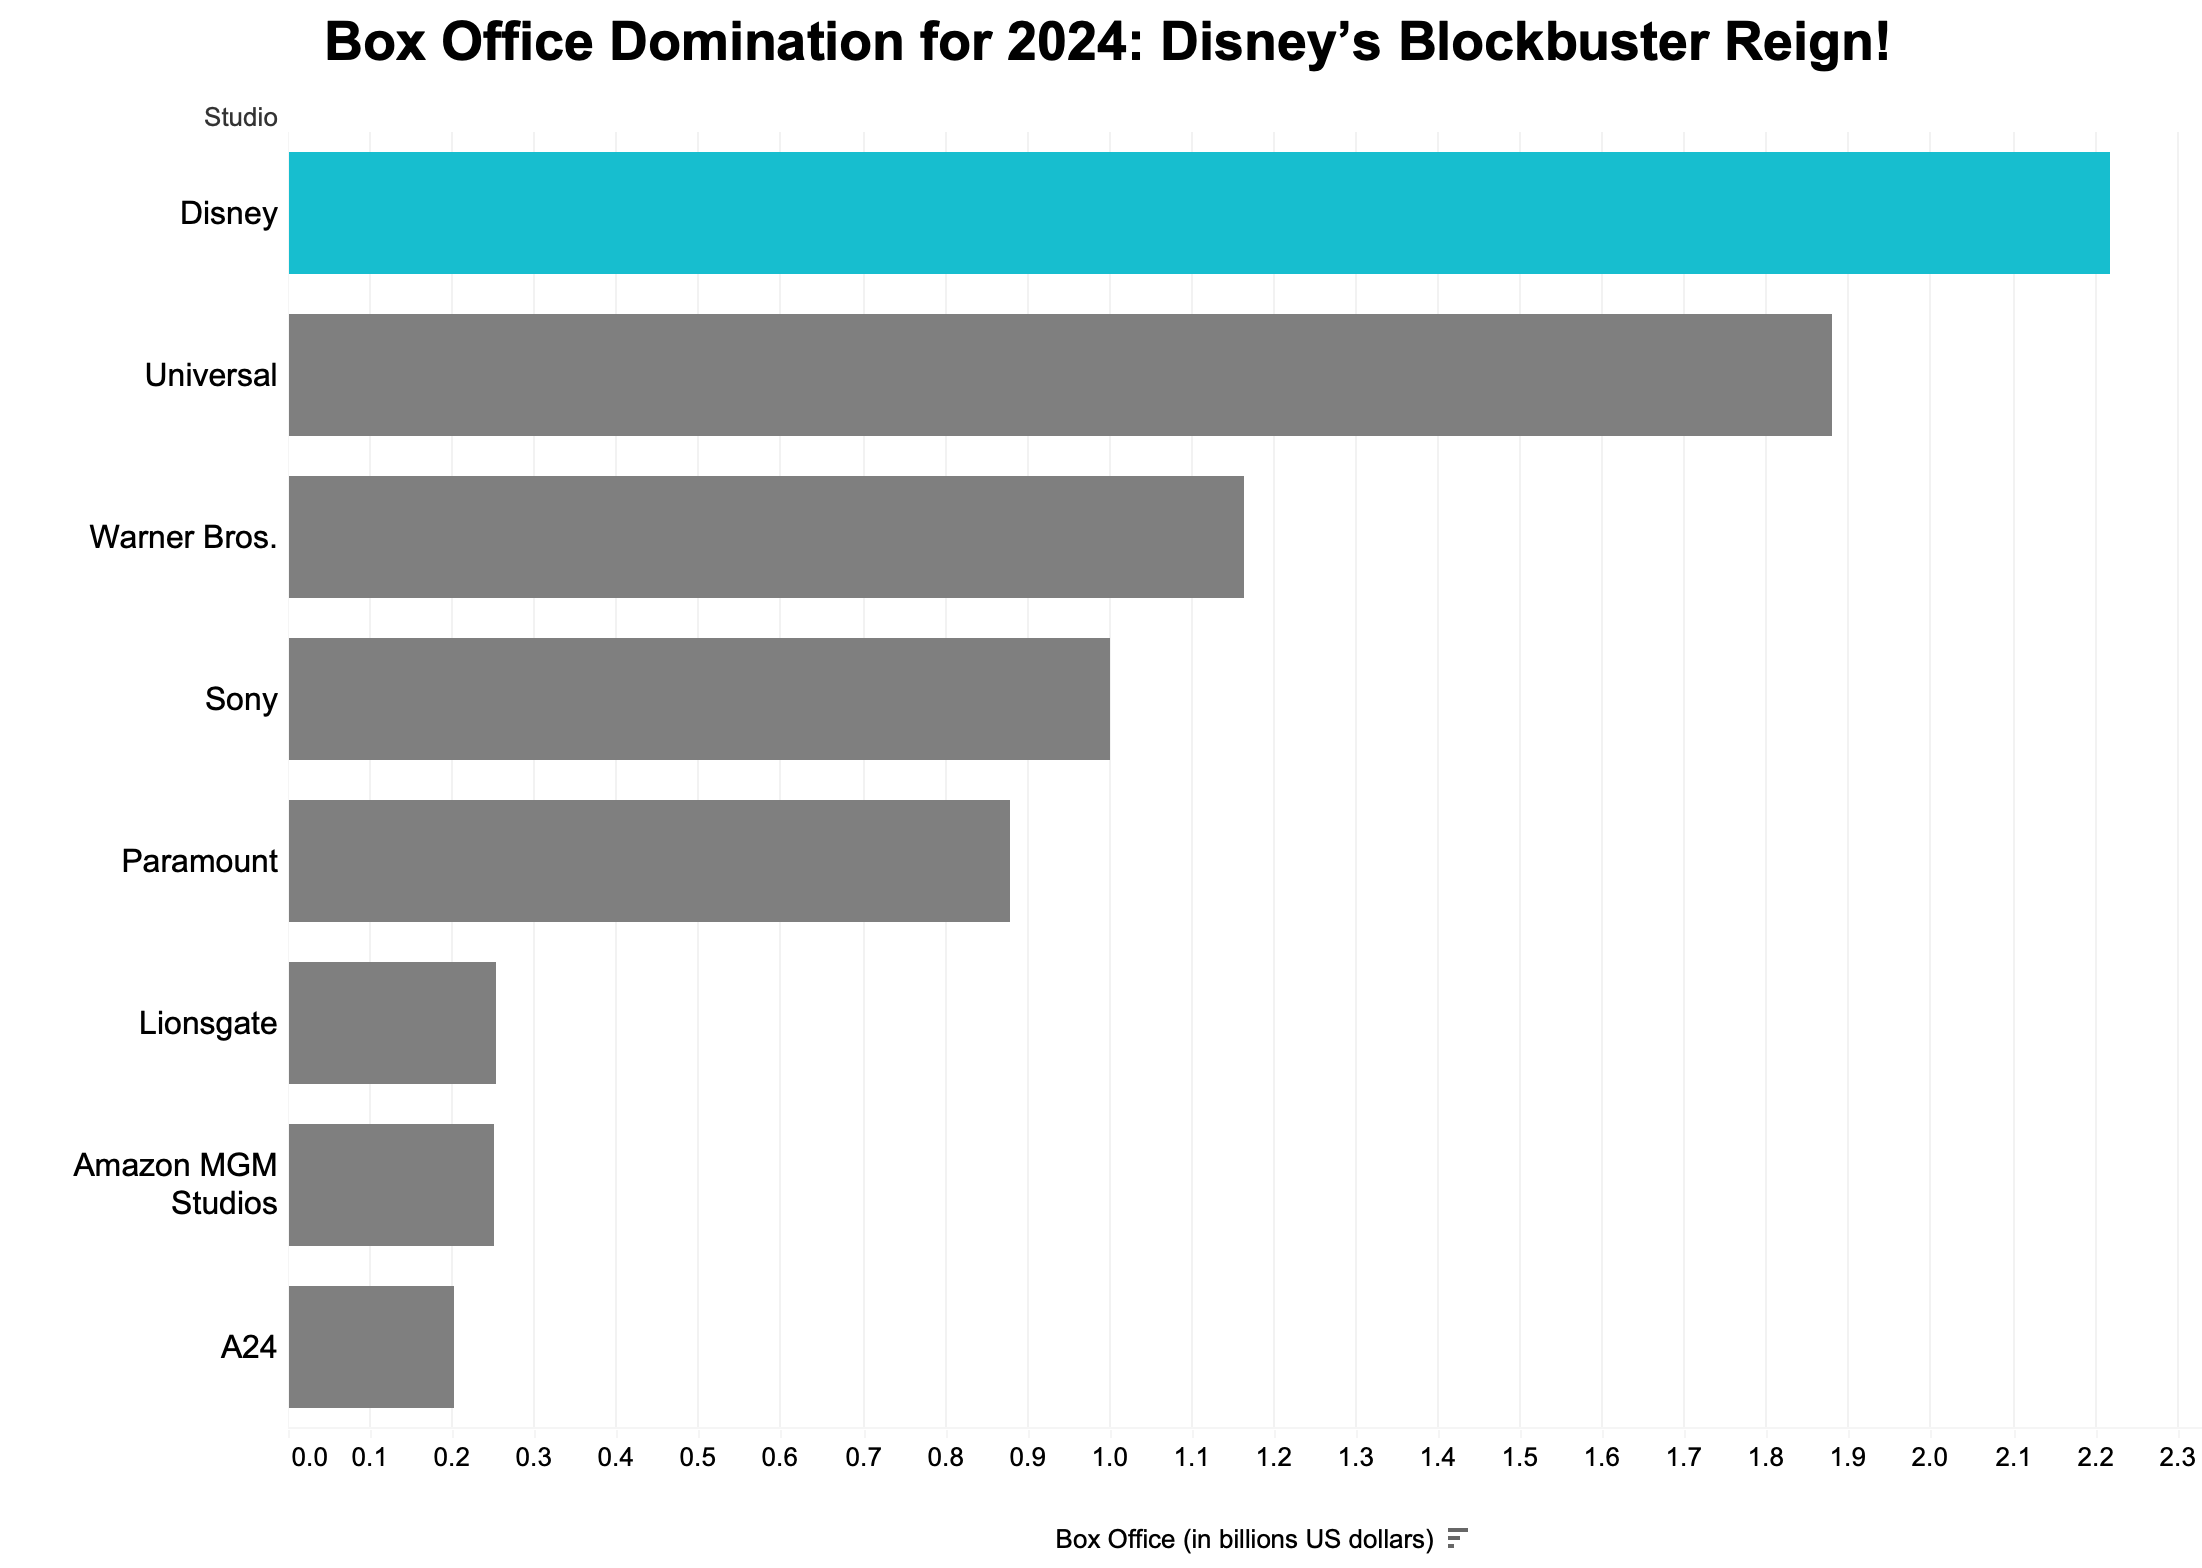 Box Office Domination for 2024: Disney’s Blockbuster Reign!
Studio
Disney
Universal
Warner Bros.
Sony
Paramount
Lionsgate
Amazon MGM
Studios
A24
0.0 0.1 0.2 0.3 0.4 0.5 0.6 0.7 0.8 0.9 1.0 1.1 1.2 1.3 1.4 1.5 1.6 1.7 1.8 1.9 2.0 2.1 2.2 2.3
Box Office (in billions US dollars)